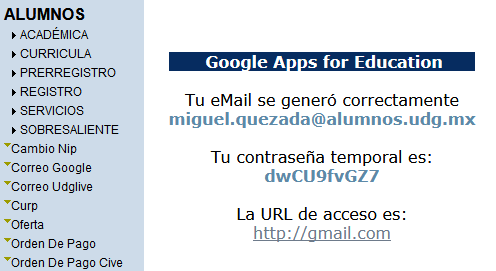 ALUMNOS
ACADÉMICA
CURRICULA
PRERREGISTRO
REGISTRO
SERVICIOS
SOBRESALIENTE
Cambio Nip
Correo Google
Correo Udglive
Curp
Oferta
Orden De Pago
Orden De Pago Cive
Google Apps for Education
Tu eMail se generó correctamente
miguel.quezada@alumnos.udg.mx
Tu contraseña temporal es:
dwCU9fvGZ7
La URL de acceso es:
http://gmail.com